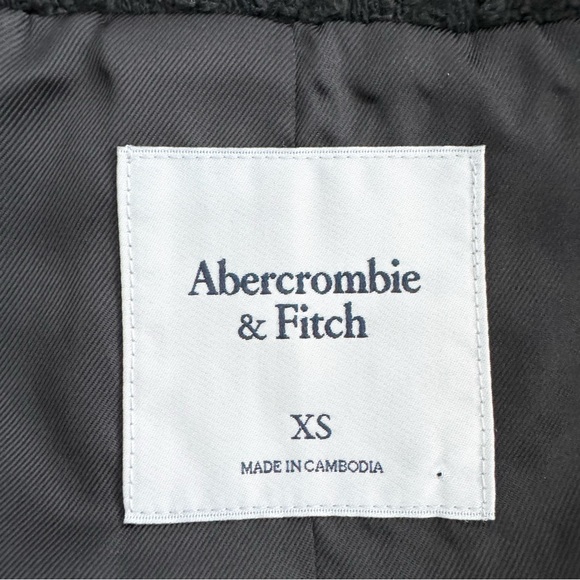 Abercrombie
& Fitch
XS
MADE IN CAMBODIA